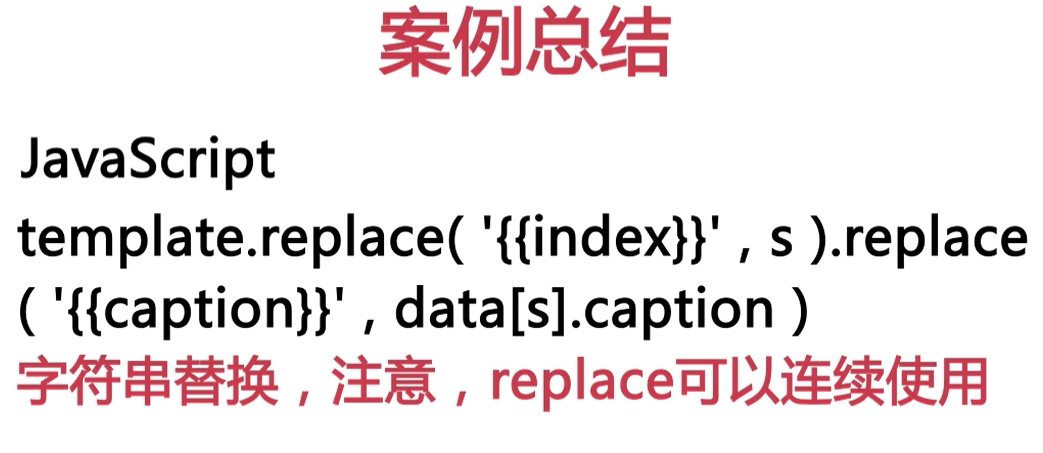 案例总结
JavaScript
template.replace( '{{index}}' , s ).replace
( '{{caption}}' , data[s].caption )
字符串替换，注意，replace可以连续使用